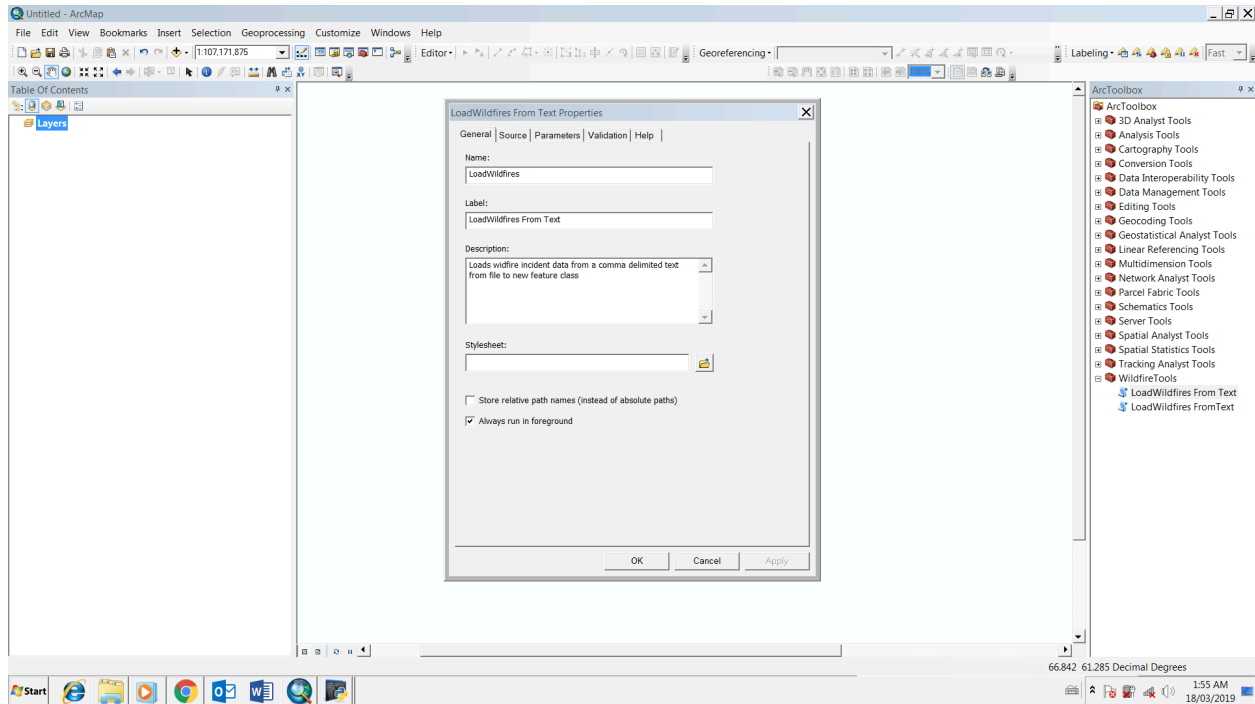 Untitled - ArcMap
File Edit View Bookmarks Insert Selection Geoprocessing Customize Windows Help
1:107,171,875
Editor
Georeferencing
Labeling
Fast
100%
Table Of Contents
Layers
LoadWildfires From Text Properties
General Source Parameters Validation Help
Name:
LoadWildfires
Label:
LoadWildfires From Text
Description:
Loads widfire incident data from a comma delimited text
from file to new feature class
Stylesheet:
Store relative path names (instead of absolute paths)
Always run in foreground
OK Cancel Apply
ArcToolbox
ArcToolbox
3D Analyst Tools
Analysis Tools
Cartography Tools
Conversion Tools
Data Interoperability Tools
Data Management Tools
Editing Tools
Geocoding Tools
Geostatistical Analyst Tools
Linear Referencing Tools
Multidimension Tools
Network Analyst Tools
Parcel Fabric Tools
Schematics Tools
Server Tools
Spatial Analyst Tools
Spatial Statistics Tools
Tracking Analyst Tools
WildfireTools
LoadWildfires From Text
LoadWildfires FromText
66.842 61.285 Decimal Degrees
Start
1:55 AM
18/03/2019